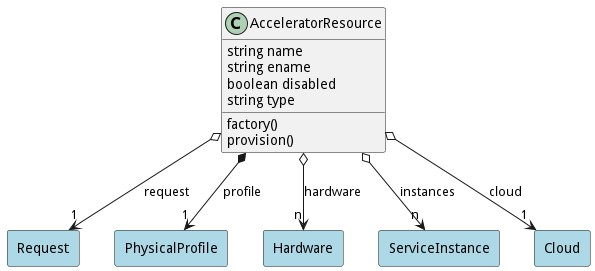 C AcceleratorResource
string name
string ename
boolean disabled
string type
factory()
provision()
request profile hardware instances cloud
1 1 n n 1
Request PhysicalProfile Hardware ServiceInstance Cloud